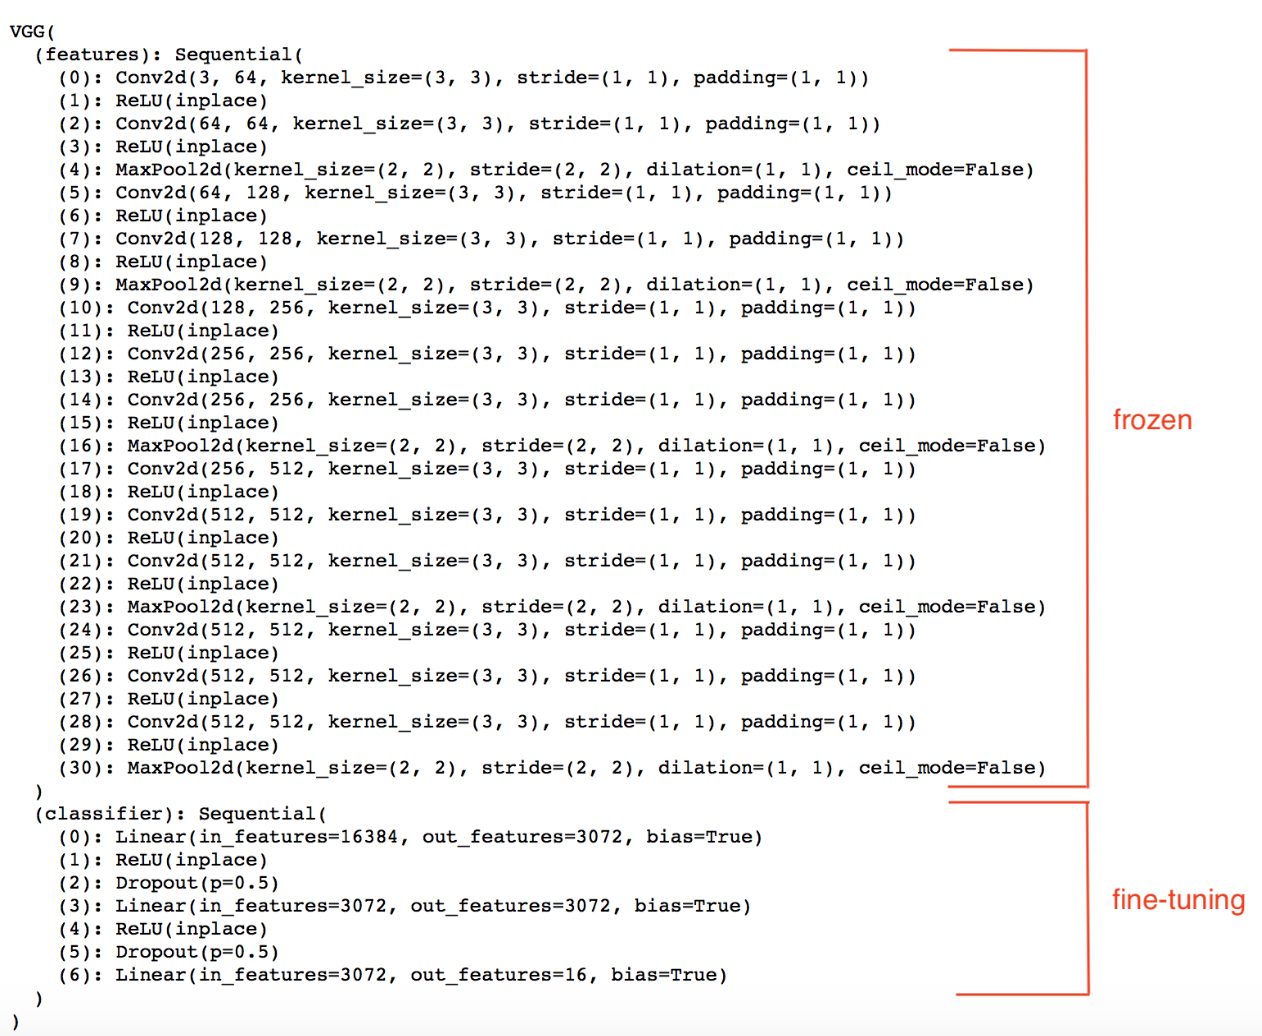 VGG(
(features): Sequential(
(0): Conv2d(3, 64, kernel_size=(3, 3), stride=(1, 1), padding=(1, 1))
(1): ReLU(inplace)
(2): Conv2d(64, 64, kernel_size=(3, 3), stride=(1, 1), padding=(1, 1))
(3): ReLU(inplace)
(4): MaxPool2d(kernel_size=(2, 2), stride=(2, 2), dilation=(1, 1), ceil_mode=False)
(5): Conv2d(64, 128, kernel_size=(3, 3), stride=(1, 1), padding=(1, 1))
(6): ReLU(inplace)
(7): Conv2d(128, 128, kernel_size=(3, 3), stride=(1, 1), padding=(1, 1))
(8): ReLU(inplace)
(9): MaxPool2d(kernel_size=(2, 2), stride=(2, 2), dilation=(1, 1), ceil_mode=False)
(10): Conv2d(128, 256, kernel_size=(3, 3), stride=(1, 1), padding=(1, 1))
(11): ReLU(inplace)
(12): Conv2d(256, 256, kernel_size=(3, 3), stride=(1, 1), padding=(1, 1))
(13): ReLU(inplace)
(14): Conv2d(256, 256, kernel_size=(3, 3), stride=(1, 1), padding=(1, 1))
(15): ReLU(inplace)
(16): MaxPool2d(kernel_size=(2, 2), stride=(2, 2), dilation=(1, 1), ceil_mode=False)
(17): Conv2d(256, 512, kernel_size=(3, 3), stride=(1, 1), padding=(1, 1))
(18): ReLU(inplace)
(19): Conv2d(512, 512, kernel_size=(3, 3), stride=(1, 1), padding=(1, 1))
(20): ReLU(inplace)
(21): Conv2d(512, 512, kernel_size=(3, 3), stride=(1, 1), padding=(1, 1))
(22): ReLU(inplace)
(23): MaxPool2d(kernel_size=(2, 2), stride=(2, 2), dilation=(1, 1), ceil_mode=False)
(24): Conv2d(512, 512, kernel_size=(3, 3), stride=(1, 1), padding=(1, 1))
(25): ReLU(inplace)
(26): Conv2d(512, 512, kernel_size=(3, 3), stride=(1, 1), padding=(1, 1))
(27): ReLU(inplace)
(28): Conv2d(512, 512, kernel_size=(3, 3), stride=(1, 1), padding=(1, 1))
(29): ReLU(inplace)
(30): MaxPool2d(kernel_size=(2, 2), stride=(2, 2), dilation=(1, 1), ceil_mode=False)
)
(classifier): Sequential(
(0): Linear(in_features=16384, out_features=3072, bias=True)
(1): ReLU(inplace)
(2): Dropout(p=0.5)
(3): Linear(in_features=3072, out_features=3072, bias=True)
(4): ReLU(inplace)
(5): Dropout(p=0.5)
(6): Linear(in_features=3072, out_features=16, bias=True)
)
)
frozen
fine-tuning